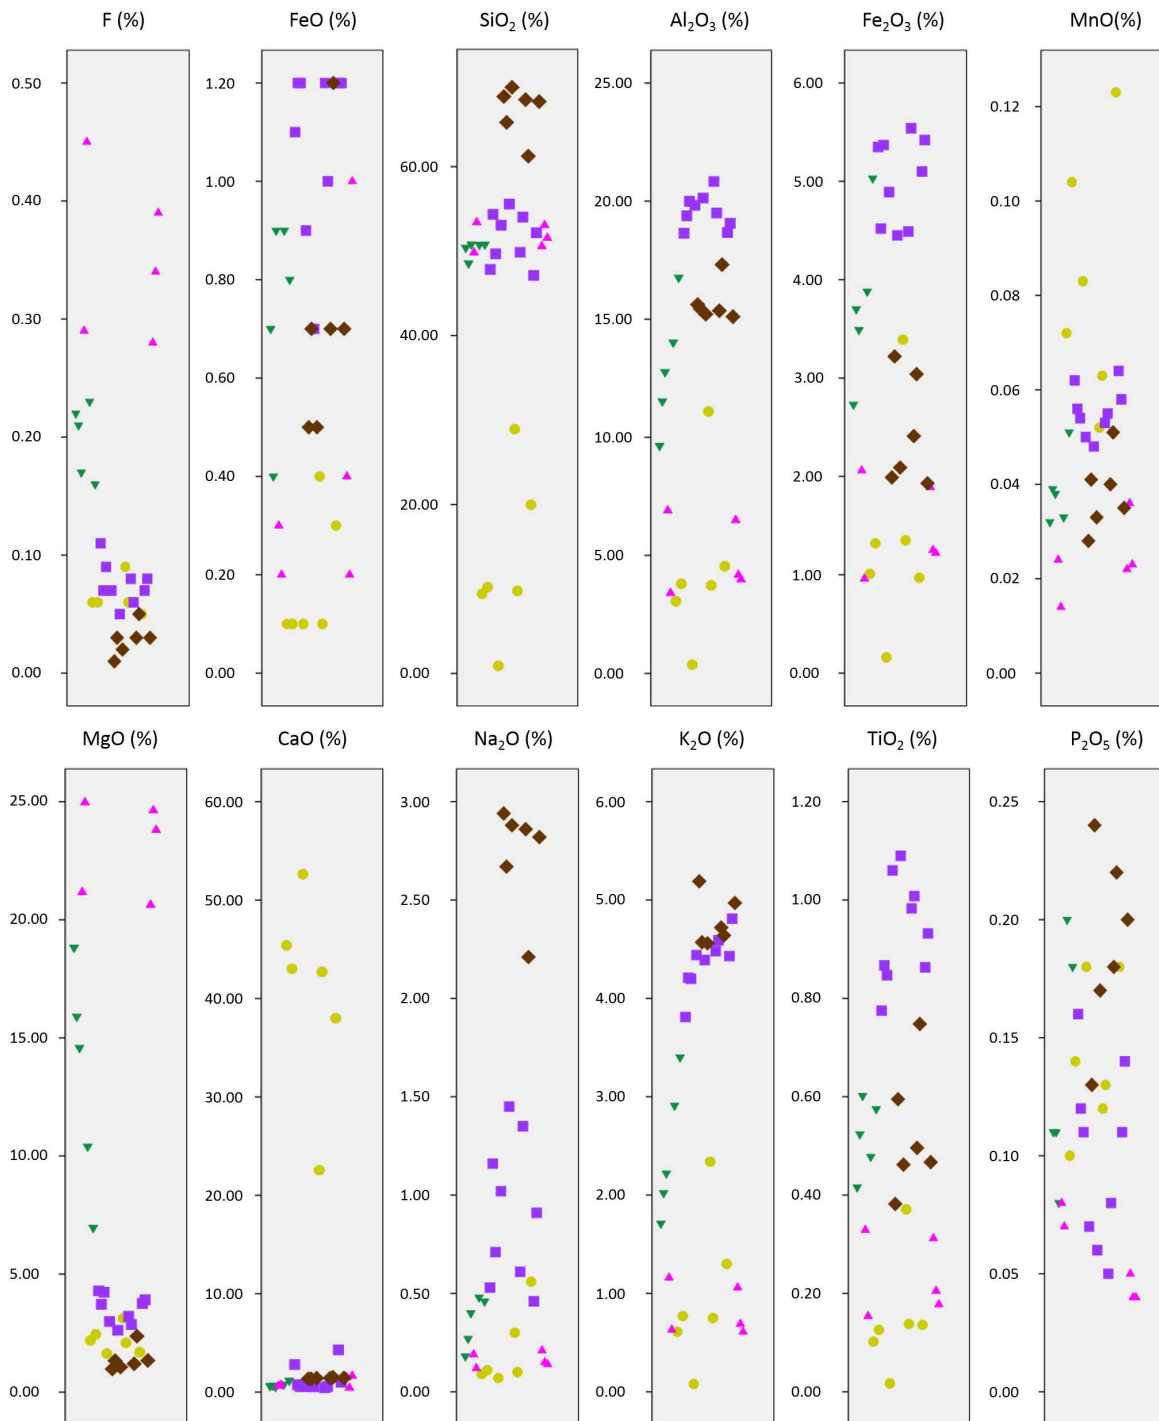 F (%) FeO (%) SiO₂ (%) Al₂O₃ (%) Fe₂O₃ (%) MnO(%)
0.50 1.20 25.00 6.00
0.12
60.00
0.40 1.00 20.00 5.00 0.10
0.80 4.00
0.30 40.00 15.00 0.08
0.60 3.00
0.06
0.20 10.00
0.40 20.00 2.00 0.04
0.10 0.20 5.00 1.00 0.02
0.00 0.00 0.00 0.00 0.00 0.00
MgO (%) CaO (%) Na₂O (%) K₂O (%) TiO₂ (%) P₂O₅ (%)
25.00 60.00 3.00 6.00 1.20 0.25
20.00 50.00 2.50 5.00 1.00 0.20
15.00 40.00 2.00 4.00 0.80 0.15
30.00 1.50 3.00 0.60
10.00 20.00 1.00 2.00 0.40 0.10
5.00 10.00 0.50 1.00 0.20 0.05
0.00 0.00 0.00 0.00 0.00 0.00